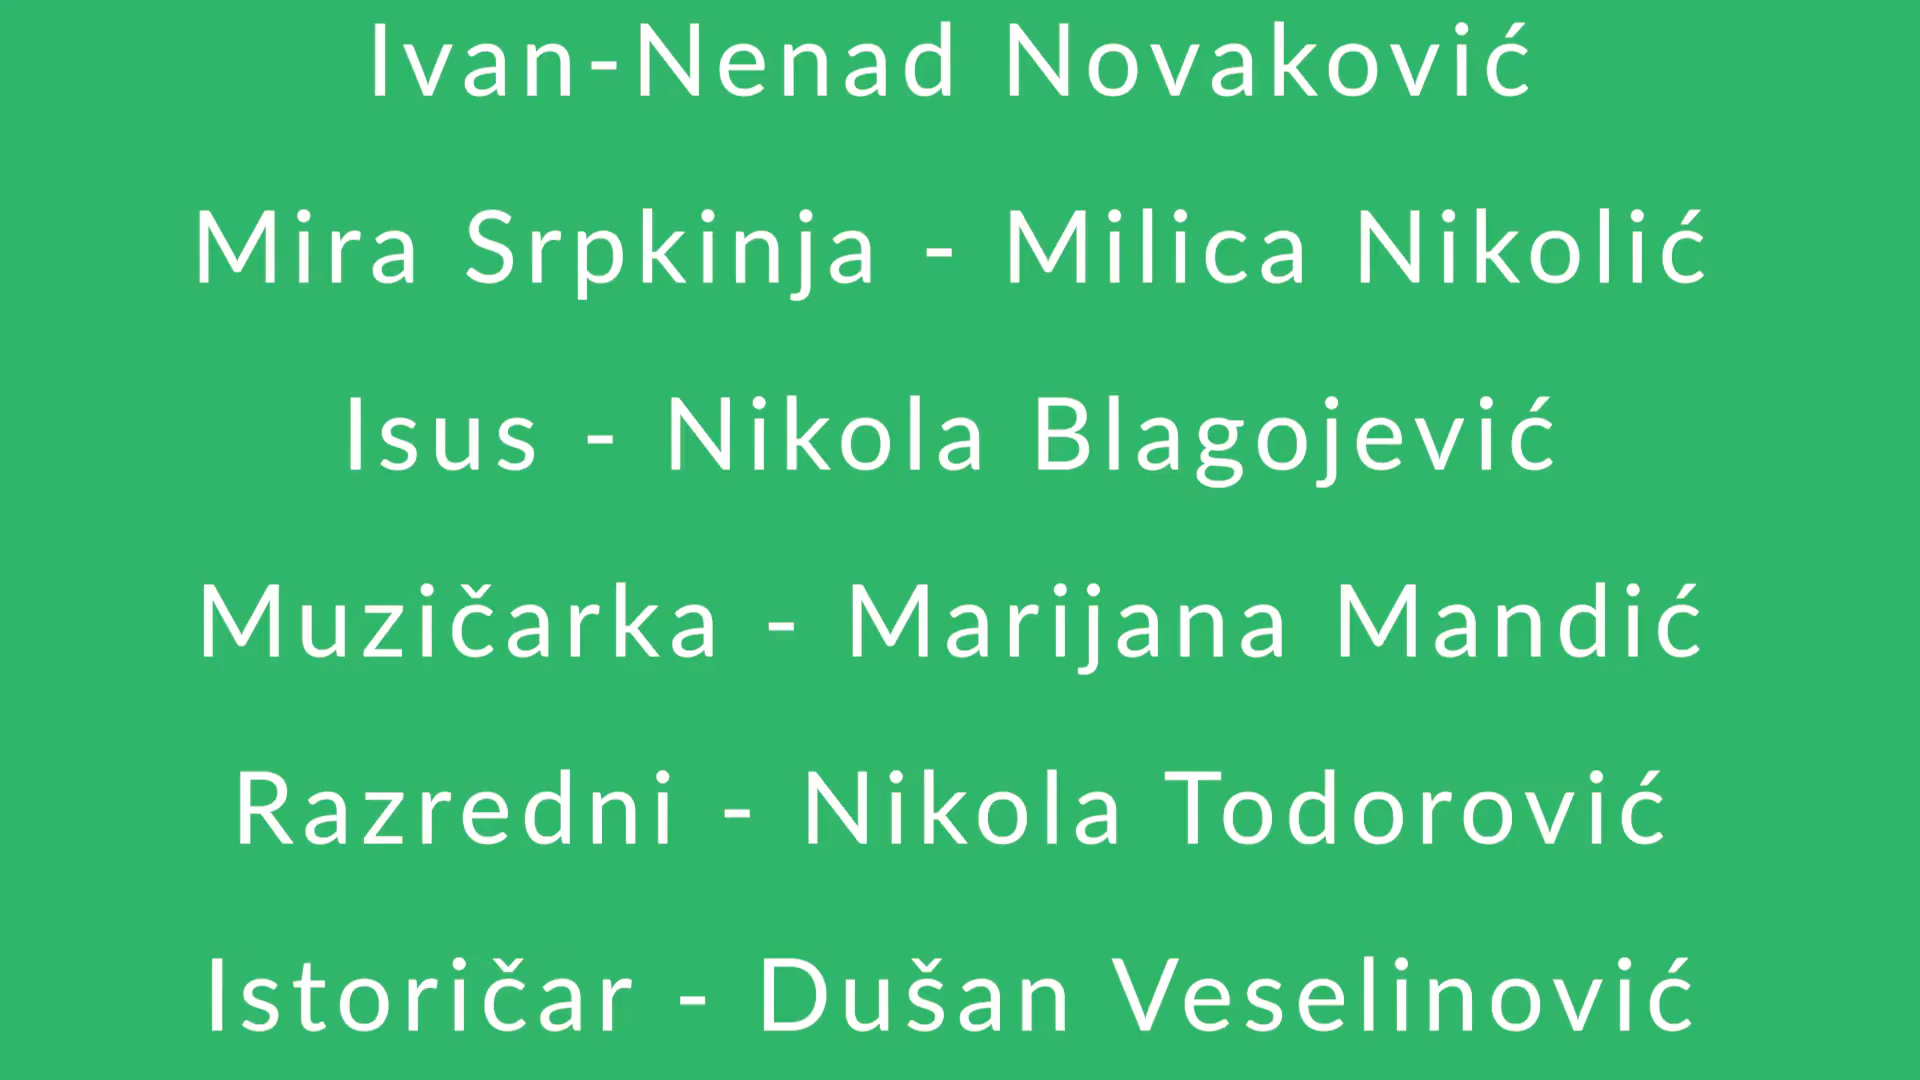 Ivan-Nenad Novaković
Mira Srpkinja - Milica Nikolić
Isus - Nikola Blagojević
Muzičarka - Marijana Mandić
Razredni - Nikola Todorović
Istoričar - Dušan Veselinović